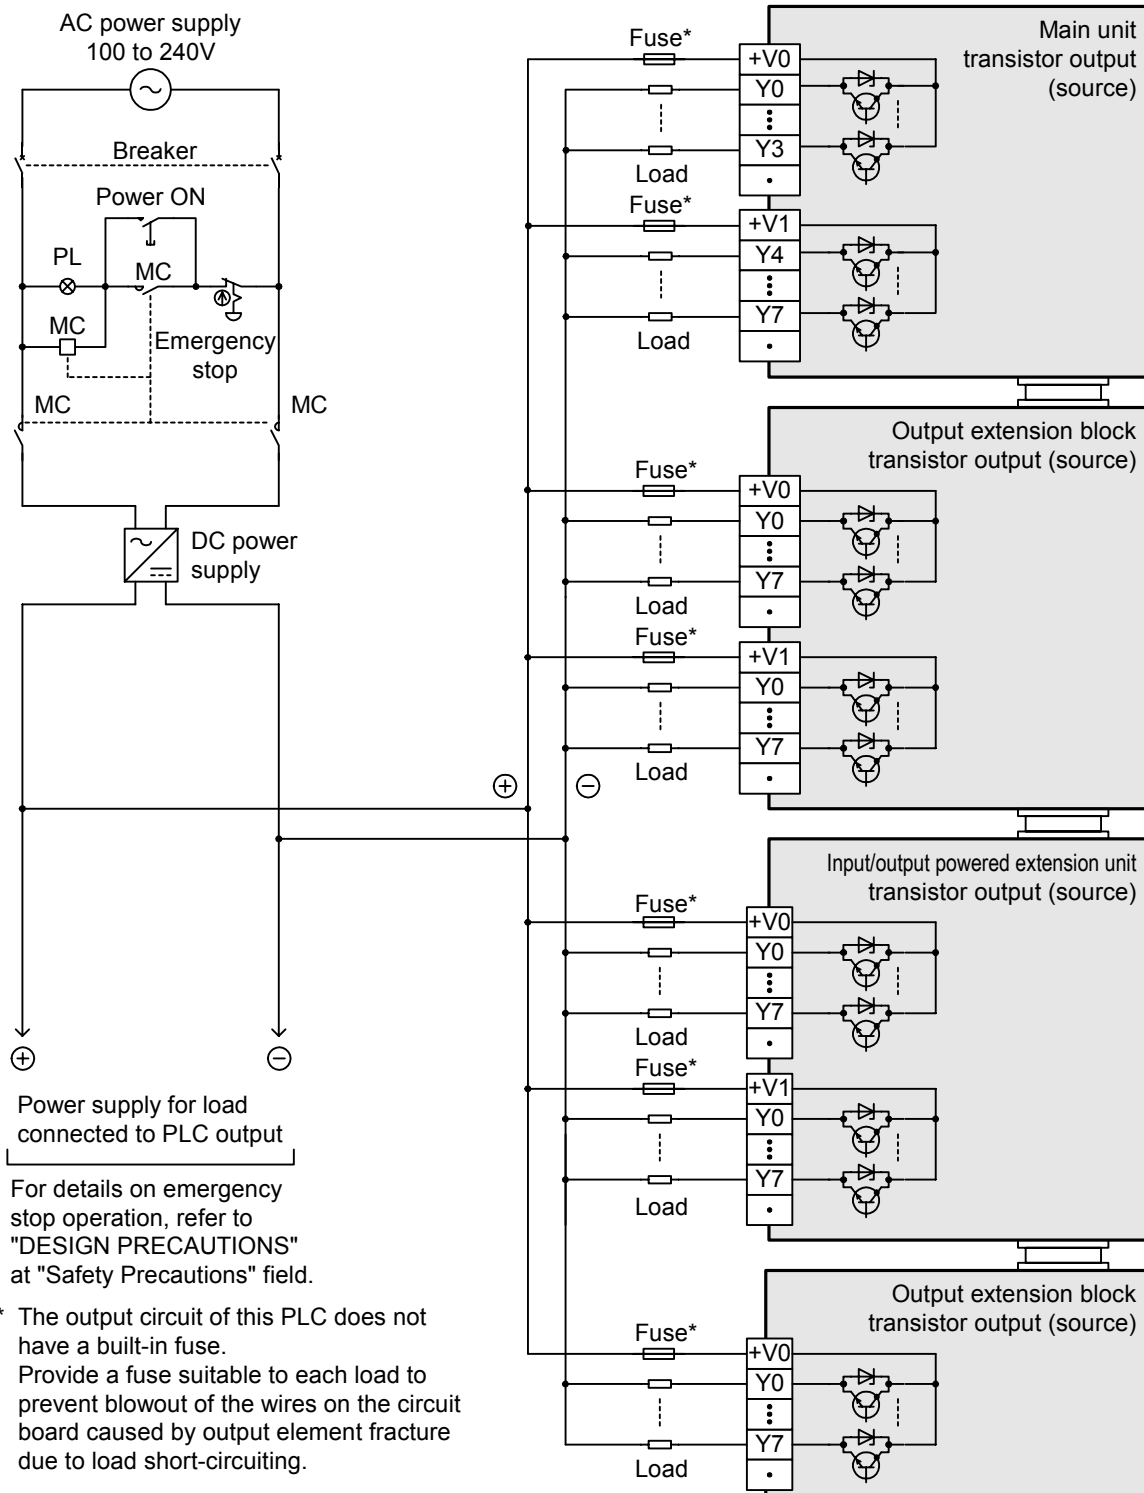 AC power supply
100 to 240V
Breaker
Power ON
PL
MC
MC
Emergency
stop
MC
MC
DC power
supply
Power supply for load
connected to PLC output
For details on emergency
stop operation, refer to
"DESIGN PRECAUTIONS"
at "Safety Precautions" field.
* The output circuit of this PLC does not
have a built-in fuse.
Provide a fuse suitable to each load to
prevent blowout of the wires on the circuit
board caused by output element fracture
due to load short-circuiting.
Main unit
transistor output
(source)
Fuse*
+V0
Y0
Y3
Load
Fuse*
+V1
Y4
Y7
Load
Output extension block
transistor output (source)
Fuse*
+V0
Y0
Y7
Load
Fuse*
+V1
Y0
Y7
Load
Input/output powered extension unit
transistor output (source)
Fuse*
+V0
Y0
Y7
Load
Fuse*
+V1
Y0
Y7
Load
Output extension block
transistor output (source)
Fuse*
+V0
Y0
Y7
Load